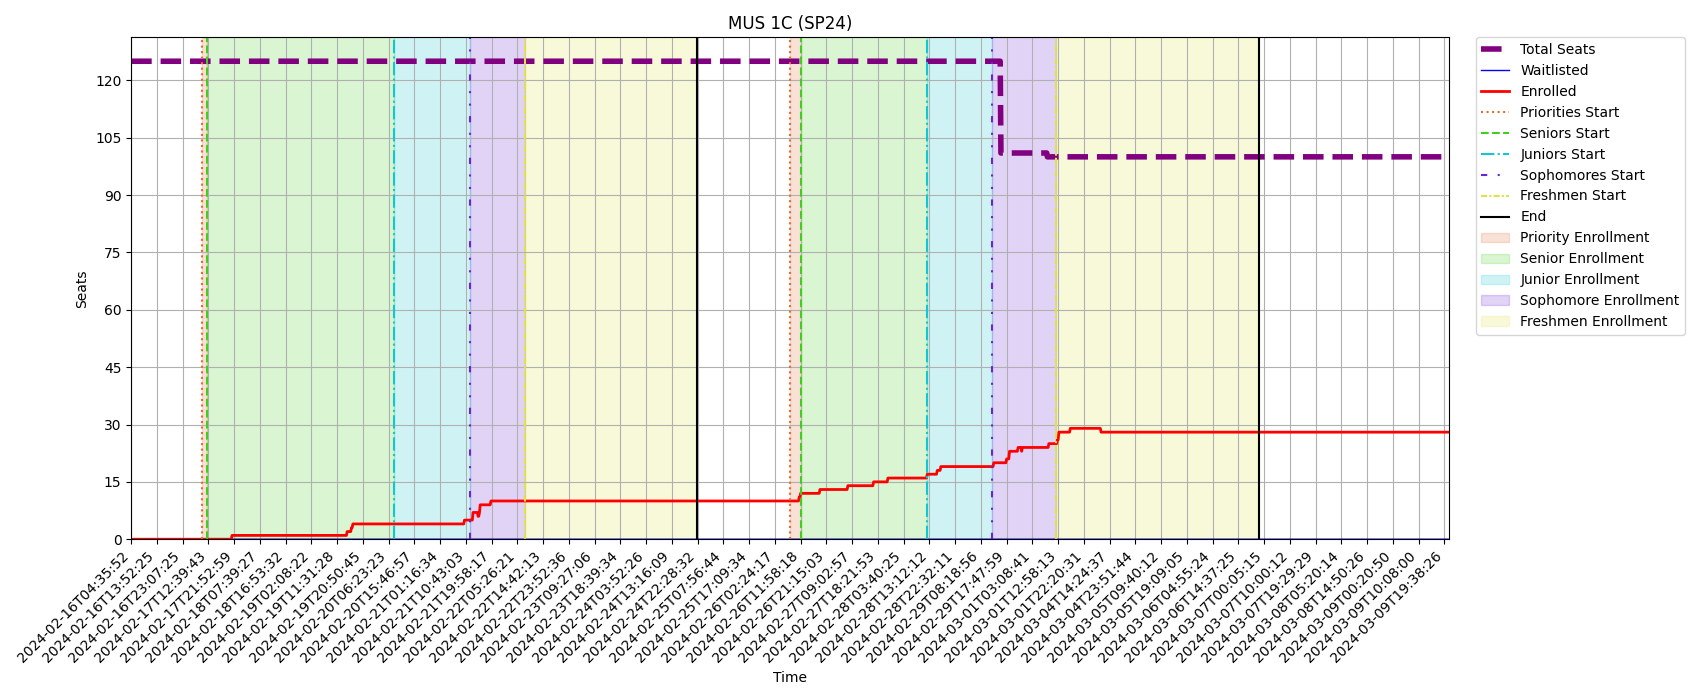 MUS 1C (SP24)
Seats
120
105
90
75
60
45
30
15
0
2024-02-16T04:35:52
2024-02-16T13:52:25
2024-02-16T23:07:25
2024-02-17T12:39:43
2024-02-17T21:52:59
2024-02-18T07:39:27
2024-02-18T16:53:32
2024-02-19T02:08:22
2024-02-19T11:31:28
2024-02-19T20:50:45
2024-02-20T06:23:23
2024-02-20T15:46:57
2024-02-21T01:16:34
2024-02-21T10:43:03
2024-02-21T19:58:17
2024-02-22T05:26:21
2024-02-22T14:42:13
2024-02-22T23:52:36
2024-02-23T09:27:06
2024-02-23T18:39:34
2024-02-24T03:52:26
2024-02-24T13:16:09
2024-02-24T22:28:32
2024-02-25T07:56:44
2024-02-25T17:09:34
2024-02-26T02:24:17
2024-02-26T11:58:18
2024-02-26T21:15:03
2024-02-27T09:02:57
2024-02-27T18:21:53
2024-02-28T03:40:25
2024-02-28T13:12:12
2024-02-28T22:32:11
2024-02-29T08:18:56
2024-02-29T17:47:59
2024-03-01T03:08:41
2024-03-01T12:58:13
2024-03-01T22:20:31
2024-03-04T14:24:37
2024-03-04T23:51:44
2024-03-05T09:40:12
2024-03-05T19:09:05
2024-03-06T04:55:24
2024-03-06T14:37:25
2024-03-07T00:05:15
2024-03-07T10:00:12
2024-03-07T19:29:29
2024-03-08T05:20:14
2024-03-08T14:50:26
2024-03-09T00:20:50
2024-03-09T10:08:00
2024-03-09T19:38:26
Time
Total Seats
Waitlisted
Enrolled
Priorities Start
Seniors Start
Juniors Start
Sophomores Start
Freshmen Start
End
Priority Enrollment
Senior Enrollment
Junior Enrollment
Sophomore Enrollment
Freshmen Enrollment